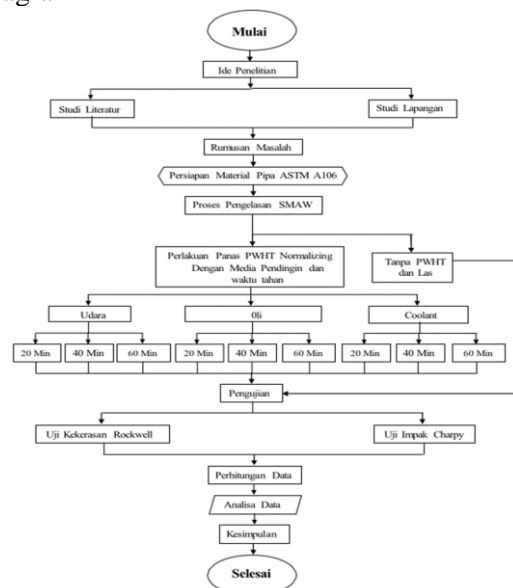 Mulai
Ide Penelitian
Studi Literatur
Studi Lapangan
Rumusan Masalah
Persiapan Material Pipa ASTM A106
Proses Pengelasan SMAW
Perlakuan Panas PWHT Normalizing
Dengan Media Pendingin dan
waktu tahan
Tanpa PWHT
dan Las
Udara
0li
Coolant
20 Min
40 Min
60 Min
20 Min
40 Min
60 Min
20 Min
40 Min
60 Min
Pengujian
Uji Kekerasan Rockwell
Uji Impak Charpy
Perhitungan Data
Analisa Data
Kesimpulan
Selesai